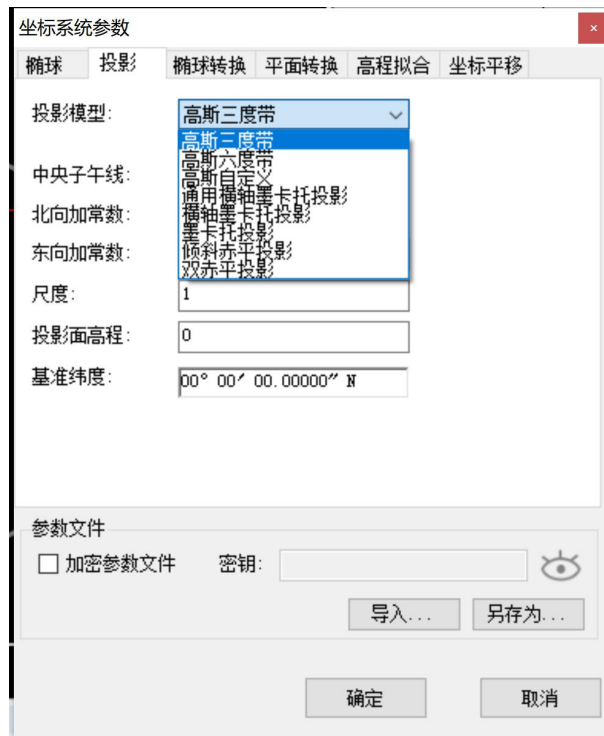 坐标系统参数
椭球 投影 椭球转换 平面转换 高程拟合 坐标平移
投影模型: 高斯三度带
高斯三度带
高斯六度带
高斯自定义
通用横轴墨卡托投影
横轴墨卡托投影
墨卡托投影
倾斜赤平投影
双赤平投影
中央子午线:
北向加常数:
东向加常数:
尺度: 1
投影面高程: 0
基准纬度: 00° 00′ 00.00000″ N
参数文件
加密参数文件 密钥:
导入... 另存为...
确定 取消